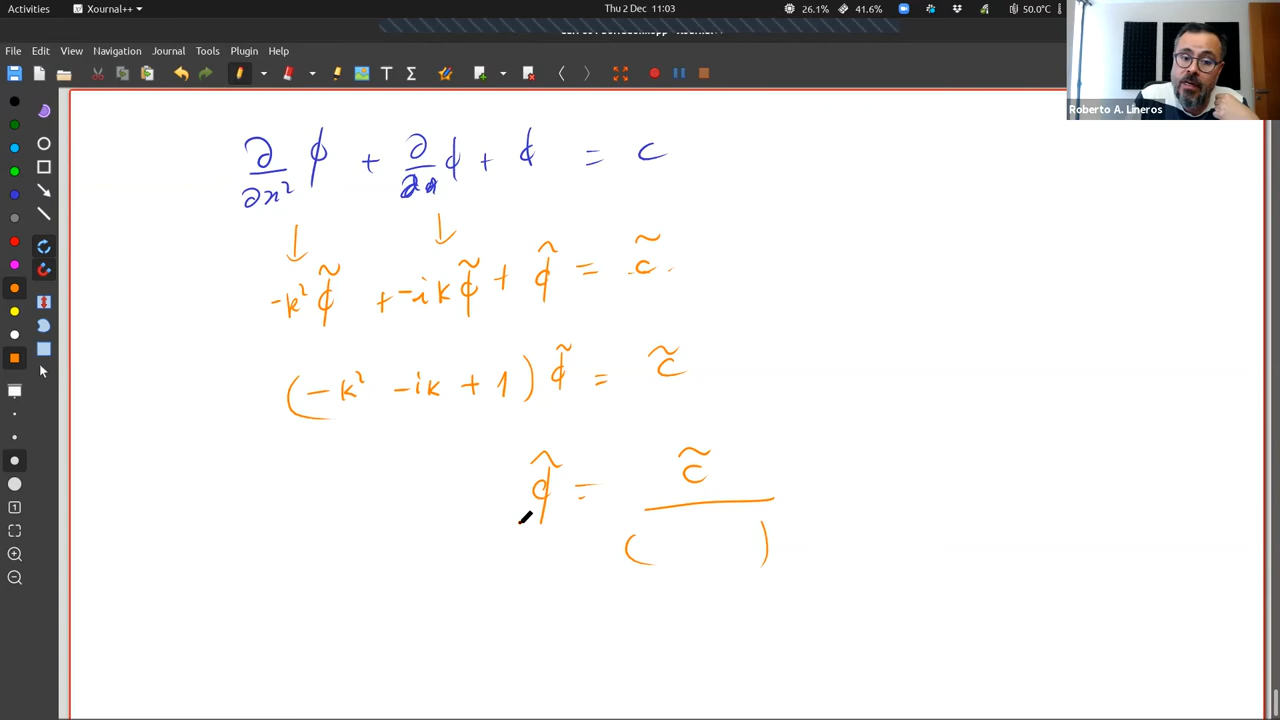 Activities Xournal++ Thu 2 Dec 11:03 26.1% 41.6% 50.0°C
File Edit View Navigation Journal Tools Plugin Help
Roberto A. Lineros
∂/∂x² ϕ + ∂/∂x ϕ + ϕ = c
↓ ↓
-k² ϕ̃ + -ik ϕ̃ + ϕ̂ = c̃
(-k² -ik + 1) ϕ̃ = c̃
ϕ̂ = c̃ / ( )